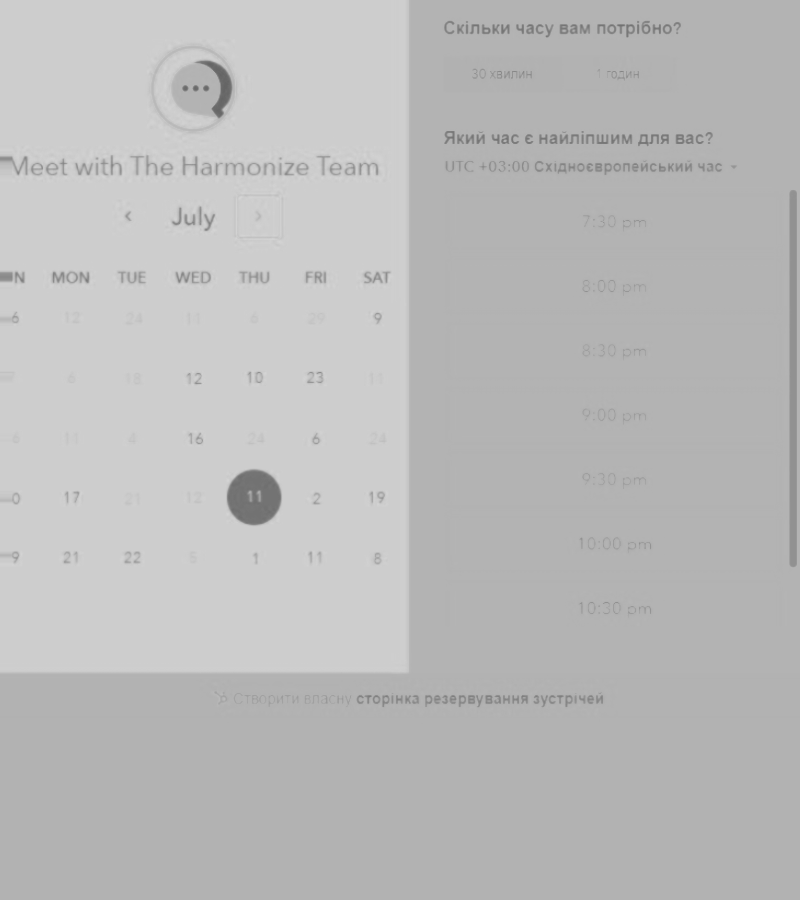 Meet with The Harmonize Team
July
N MON TUE WED THU FRI SAT
6 12 24 11 6 29 9
6 18 12 10 23 11
8 11 4 16 24 6 24
0 17 21 12 11 2 19
9 21 22 5 1 11 8
Скільки часу вам потрібно?
30 хвилин 1 годин
Який час є найліпшим для вас?
UTC +03:00 Східноєвропейський час
7:30 pm
8:00 pm
8:30 pm
9:00 pm
9:30 pm
10:00 pm
10:30 pm
Створити власну сторінка резервування зустрічей